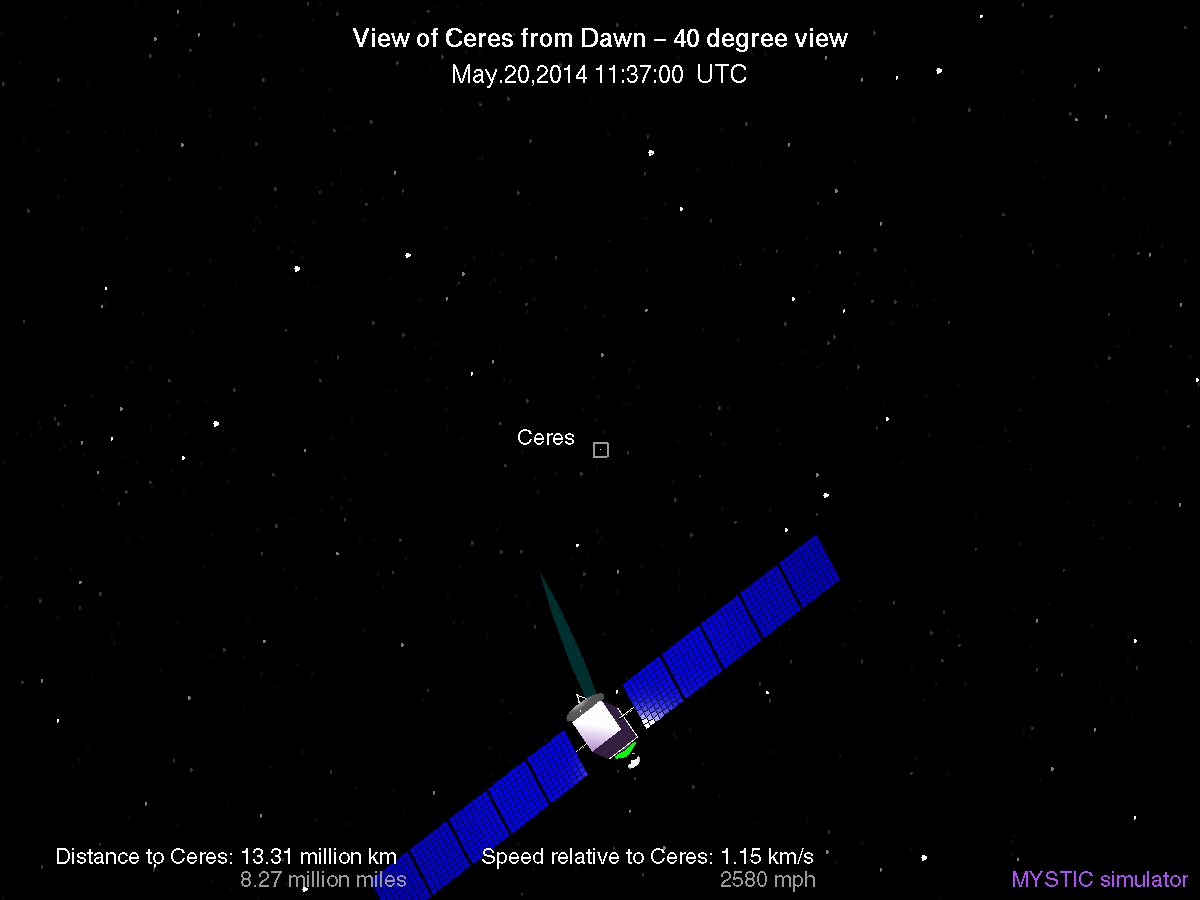 View of Ceres from Dawn – 40 degree view
May.20,2014 11:37:00 UTC
Ceres
Distance to Ceres: 13.31 million km
8.27 million miles
Speed relative to Ceres: 1.15 km/s
2580 mph
MYSTIC simulator